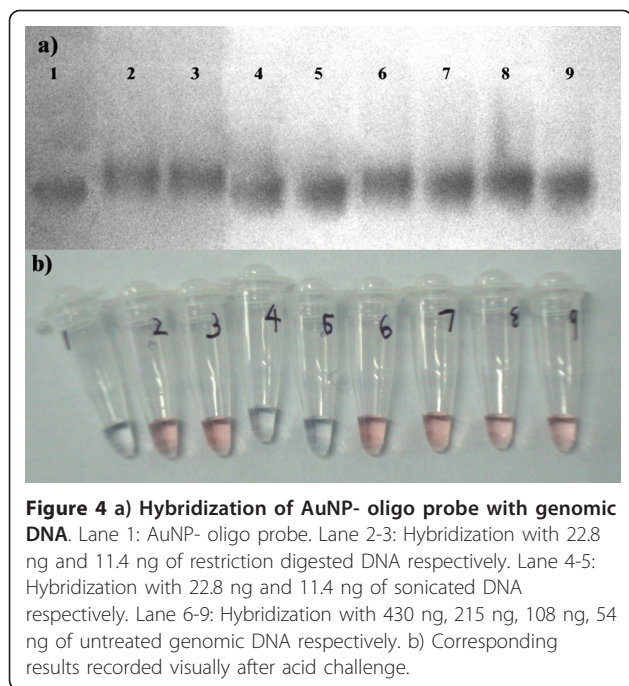 a)
1 2 3 4 5 6 7 8 9
b)
1 2 3 4 5 6 7 8 9
Figure 4 a) Hybridization of AuNP- oligo probe with genomic
DNA. Lane 1: AuNP- oligo probe. Lane 2-3: Hybridization with 22.8
ng and 11.4 ng of restriction digested DNA respectively. Lane 4-5:
Hybridization with 22.8 ng and 11.4 ng of sonicated DNA
respectively. Lane 6-9: Hybridization with 430 ng, 215 ng, 108 ng, 54
ng of untreated genomic DNA respectively. b) Corresponding
results recorded visually after acid challenge.